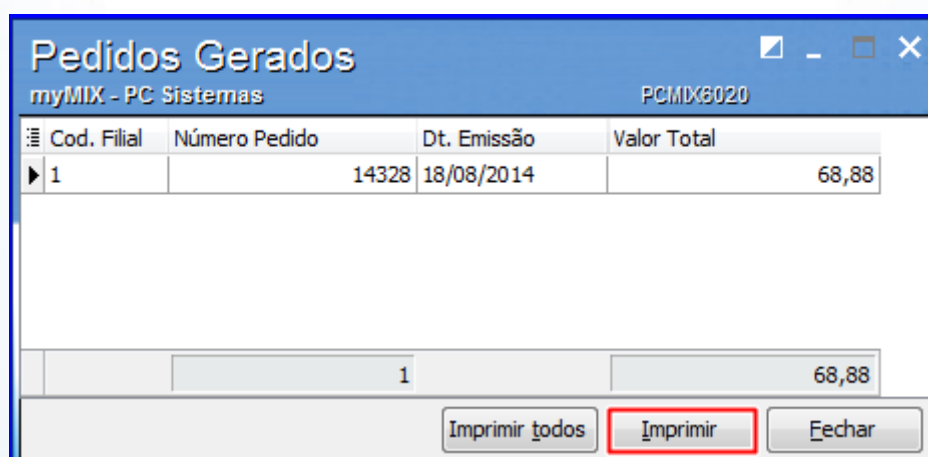 Pedidos Gerados
myMIX - PC Sistemas PCMIX6020
Cod. Filial Número Pedido Dt. Emissão Valor Total
1 14328 18/08/2014 68,88
1 68,88
Imprimir todos Imprimir Fechar